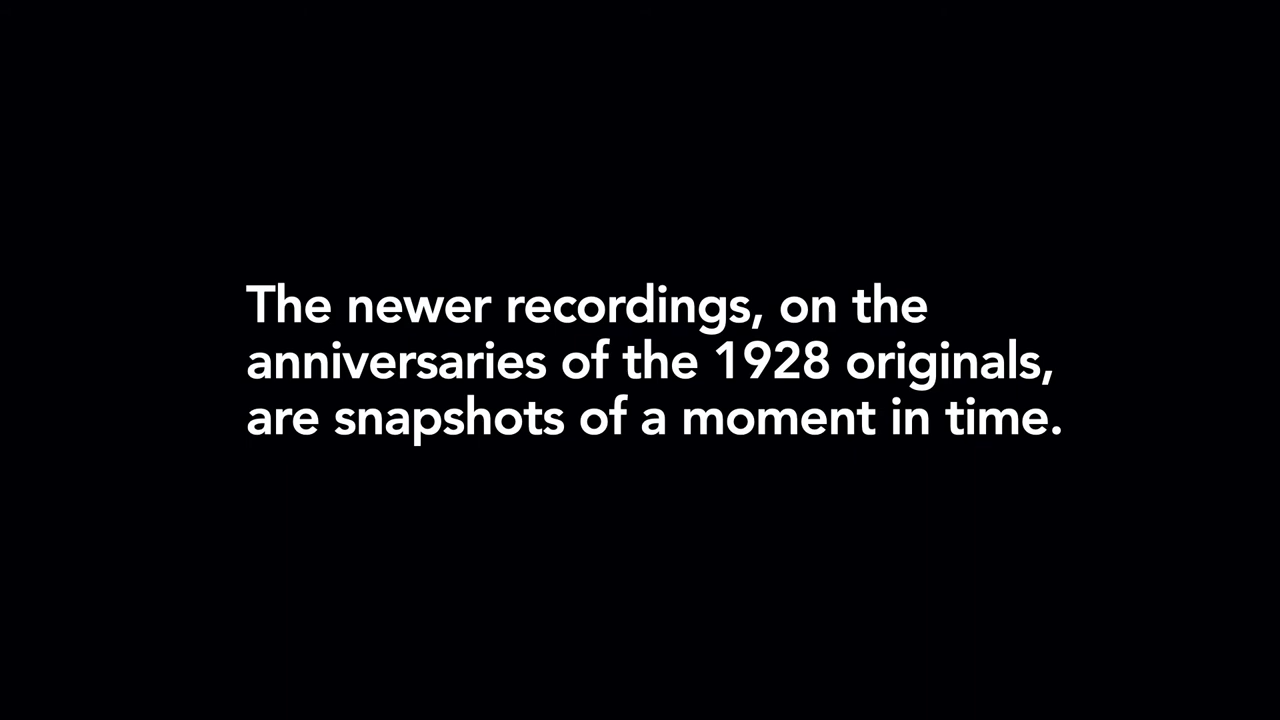 The newer recordings, on the
anniversaries of the 1928 originals,
are snapshots of a moment in time.